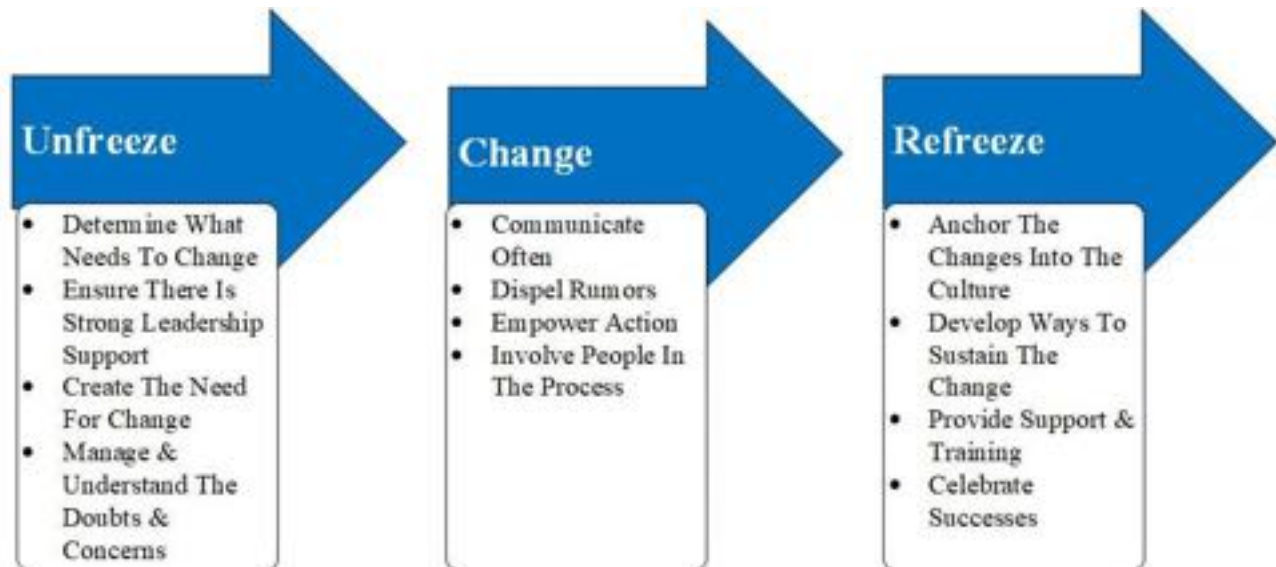 Unfreeze
• Determine What
Needs To Change
• Ensure There Is
Strong Leadership
Support
• Create The Need
For Change
• Manage &
Understand The
Doubts &
Concerns
Change
• Communicate
Often
• Dispel Rumors
• Empower Action
• Involve People In
The Process
Refreeze
• Anchor The
Changes Into The
Culture
• Develop Ways To
Sustain The
Change
• Provide Support &
Training
• Celebrate
Successes